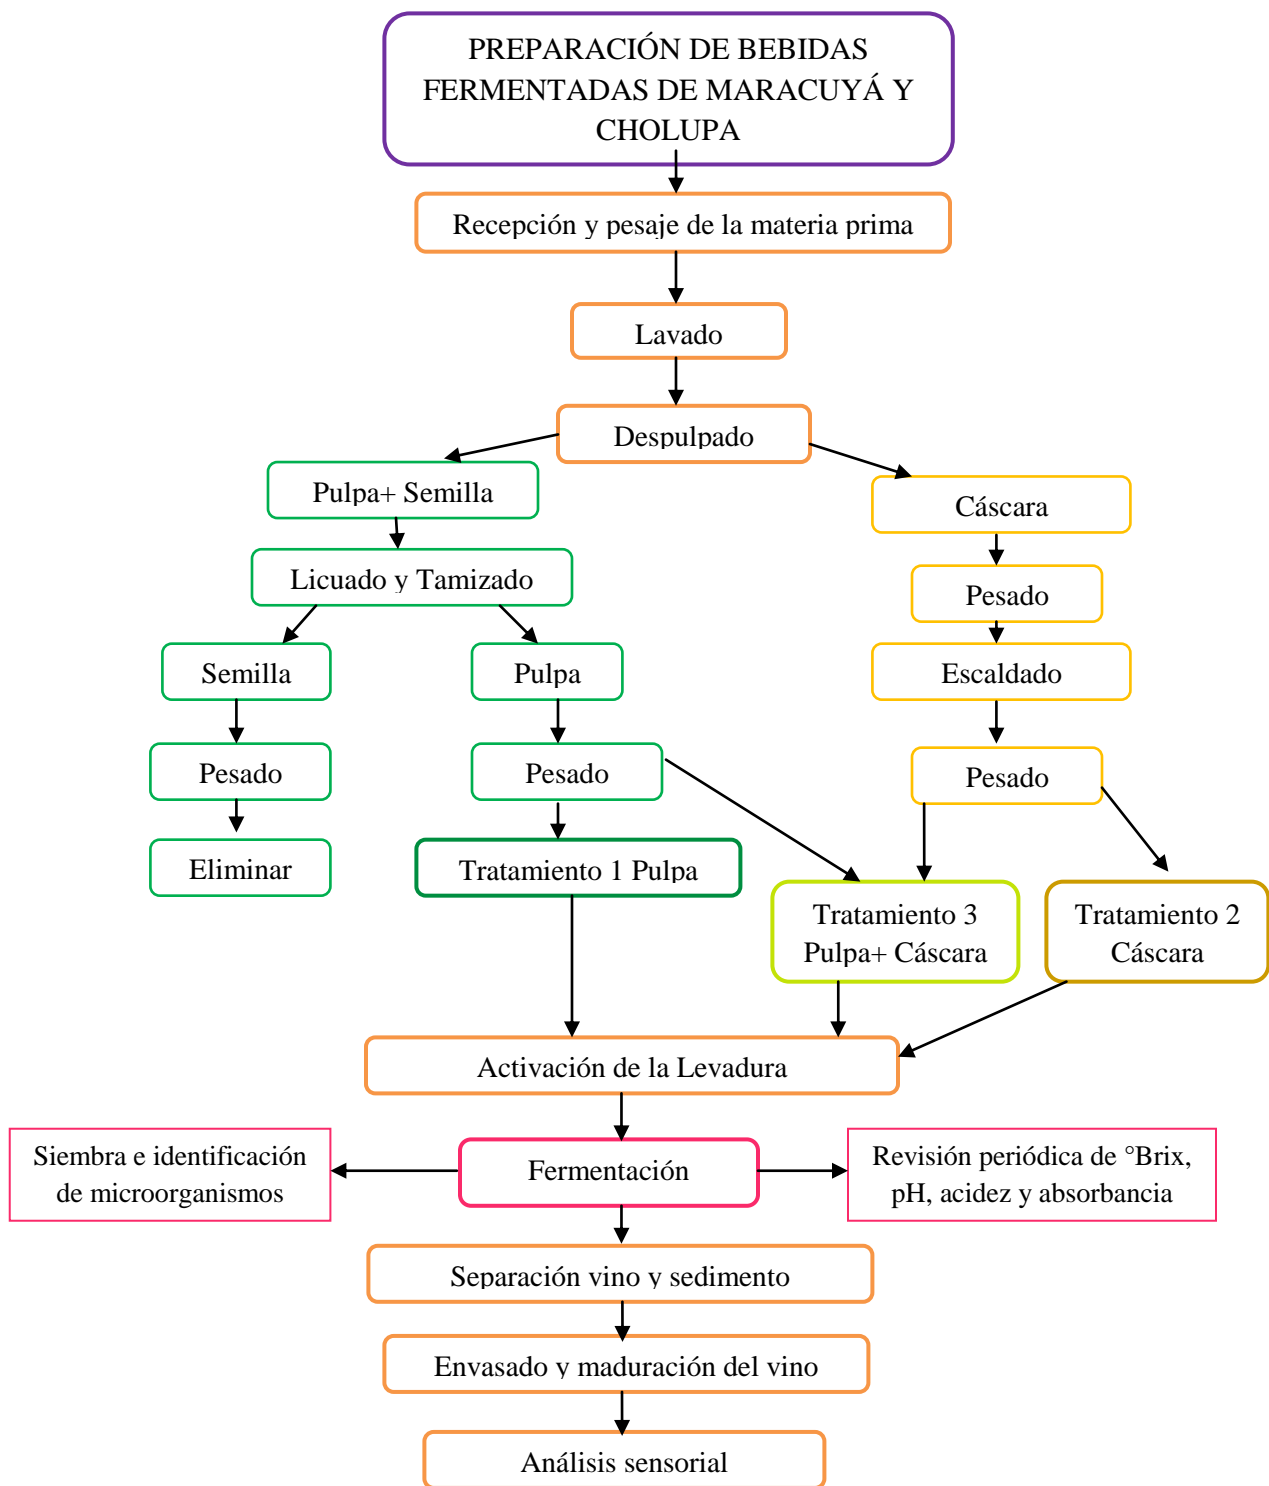 PREPARACIÓN DE BEBIDAS
FERMENTADAS DE MARACUYÁ Y
CHOLUPA
Recepción y pesaje de la materia prima
Lavado
Despulpado
Pulpa+ Semilla
Cáscara
Licuado y Tamizado
Pesado
Semilla
Pulpa
Escaldado
Pesado
Pesado
Pesado
Eliminar
Tratamiento 1 Pulpa
Tratamiento 3
Pulpa+ Cáscara
Tratamiento 2
Cáscara
Activación de la Levadura
Siembra e identificación
de microorganismos
Fermentación
Revisión periódica de °Brix,
pH, acidez y absorbancia
Separación vino y sedimento
Envasado y maduración del vino
Análisis sensorial